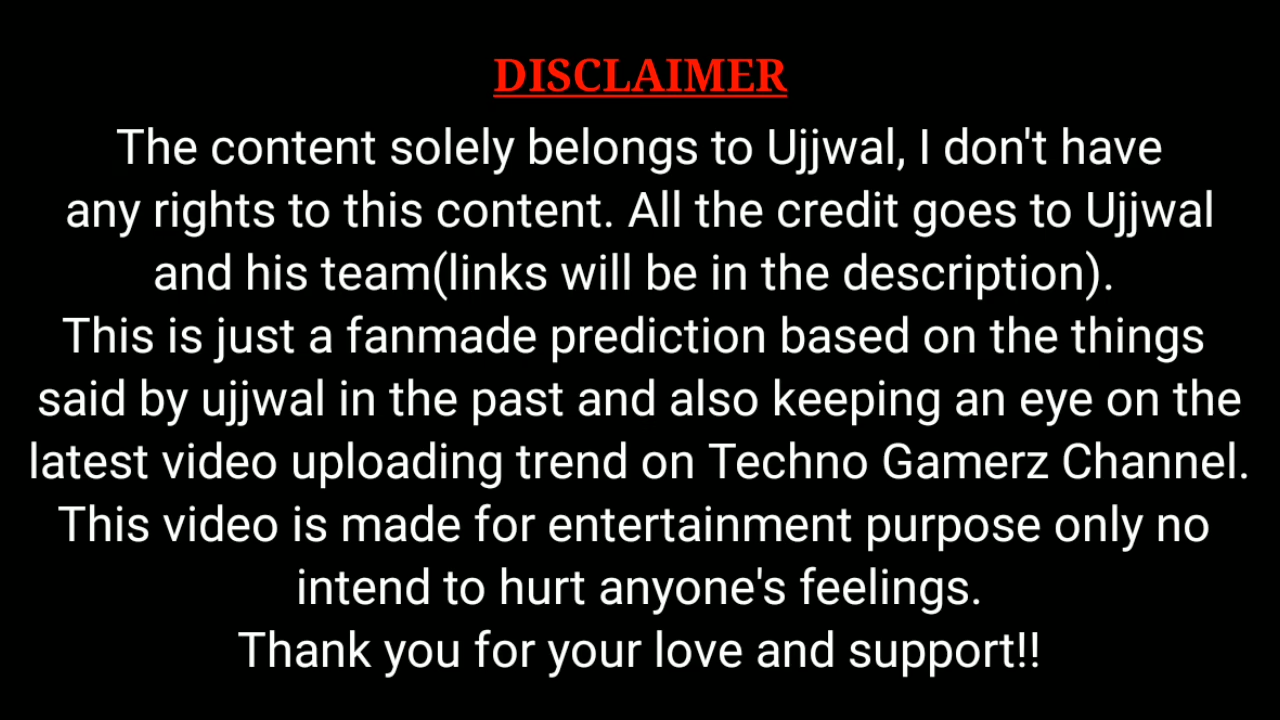 DISCLAIMER
The content solely belongs to Ujjwal, I don't have
any rights to this content. All the credit goes to Ujjwal
and his team(links will be in the description).
This is just a fanmade prediction based on the things
said by ujjwal in the past and also keeping an eye on the
latest video uploading trend on Techno Gamerz Channel.
This video is made for entertainment purpose only no
intend to hurt anyone's feelings.
Thank you for your love and support!!